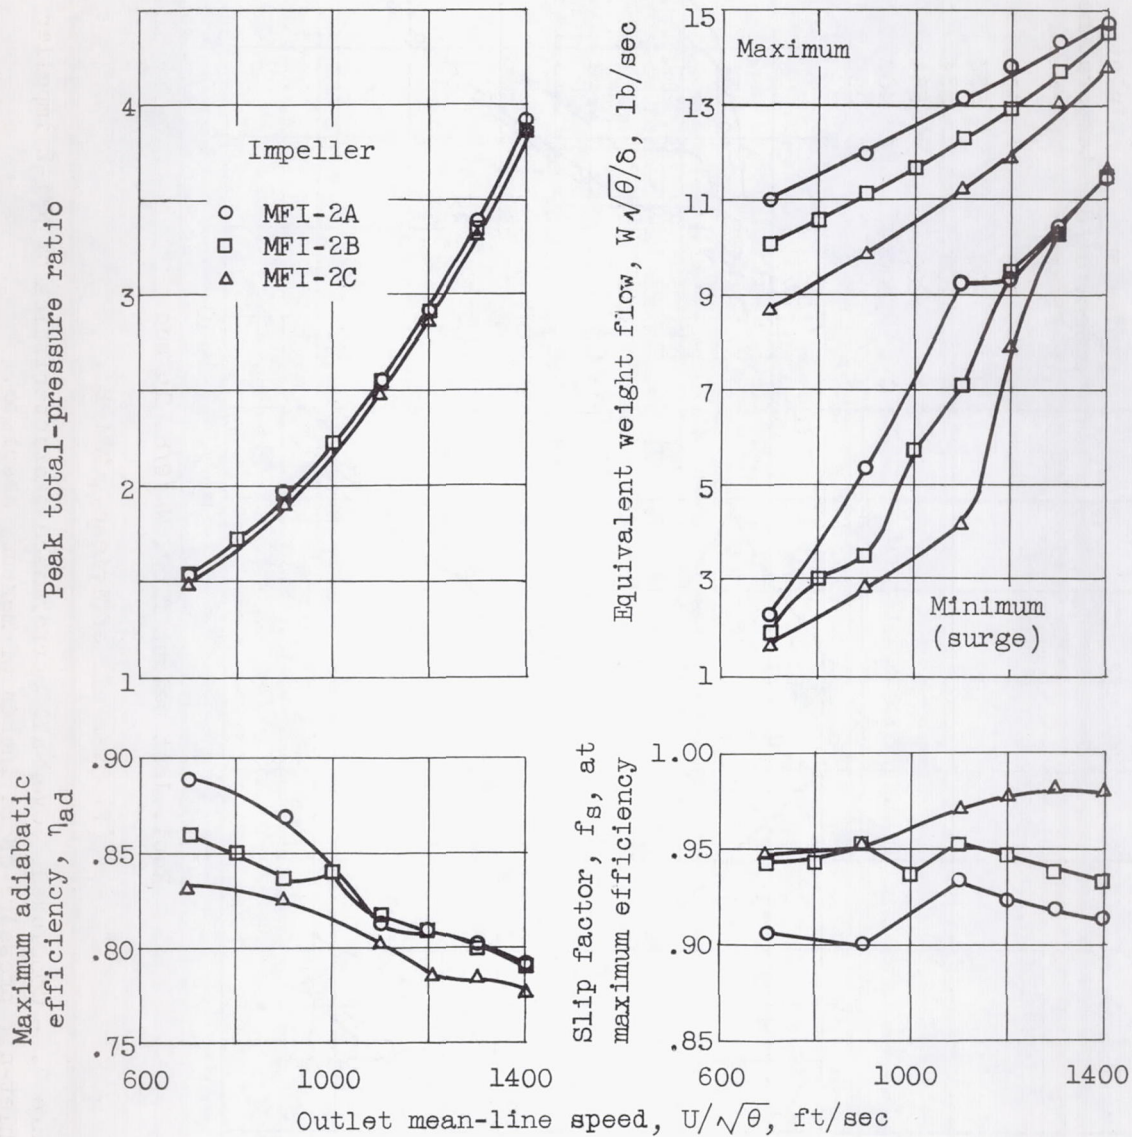 Peak total-pressure ratio
4
3
2
1
Impeller
MFI-2A
MFI-2B
MFI-2C
Equivalent weight flow, W√θ/δ, lb/sec
15
13
11
9
7
5
3
1
Maximum
Minimum
(surge)
Maximum adiabatic
efficiency, ηad
.90
.85
.80
.75
600
1000
1400
Slip factor, fs, at
maximum efficiency
1.00
.95
.90
.85
600
1000
1400
Outlet mean-line speed, U/√θ, ft/sec